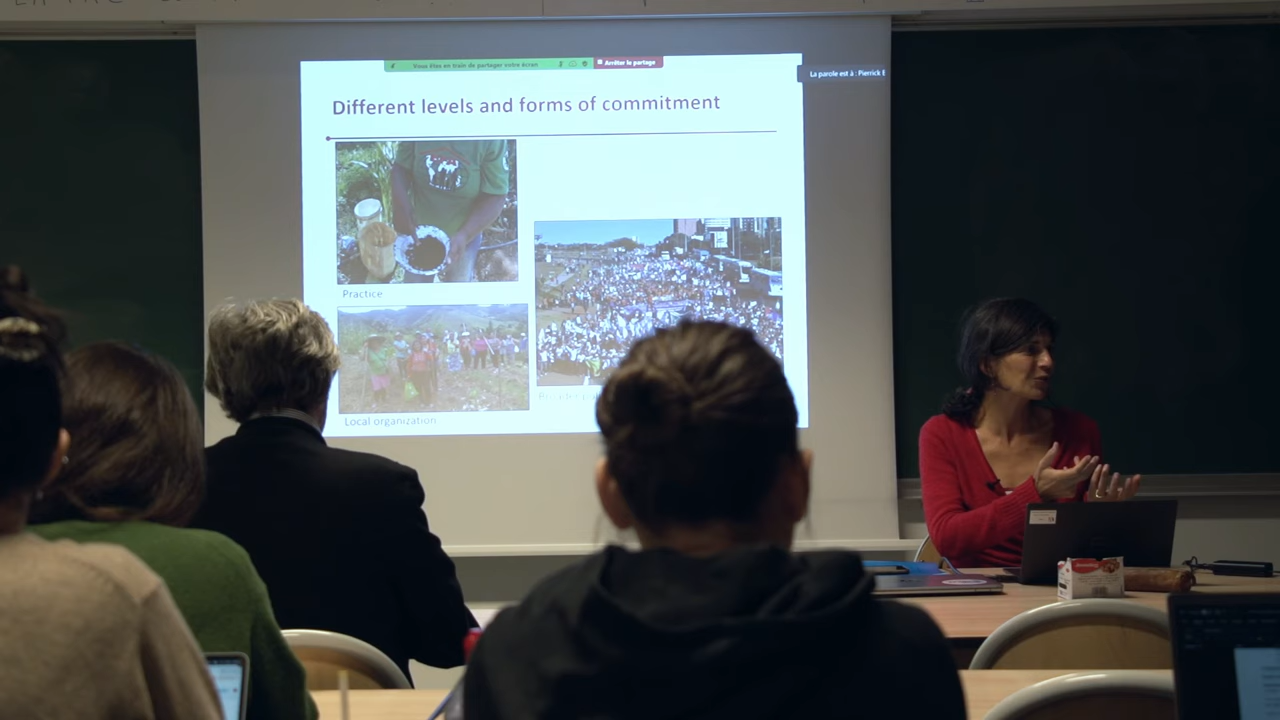 Vous êtes en train de partager votre écran
Arrêter le partage
La parole est à : Pierrick B
Different levels and forms of commitment
Practice
Local organization